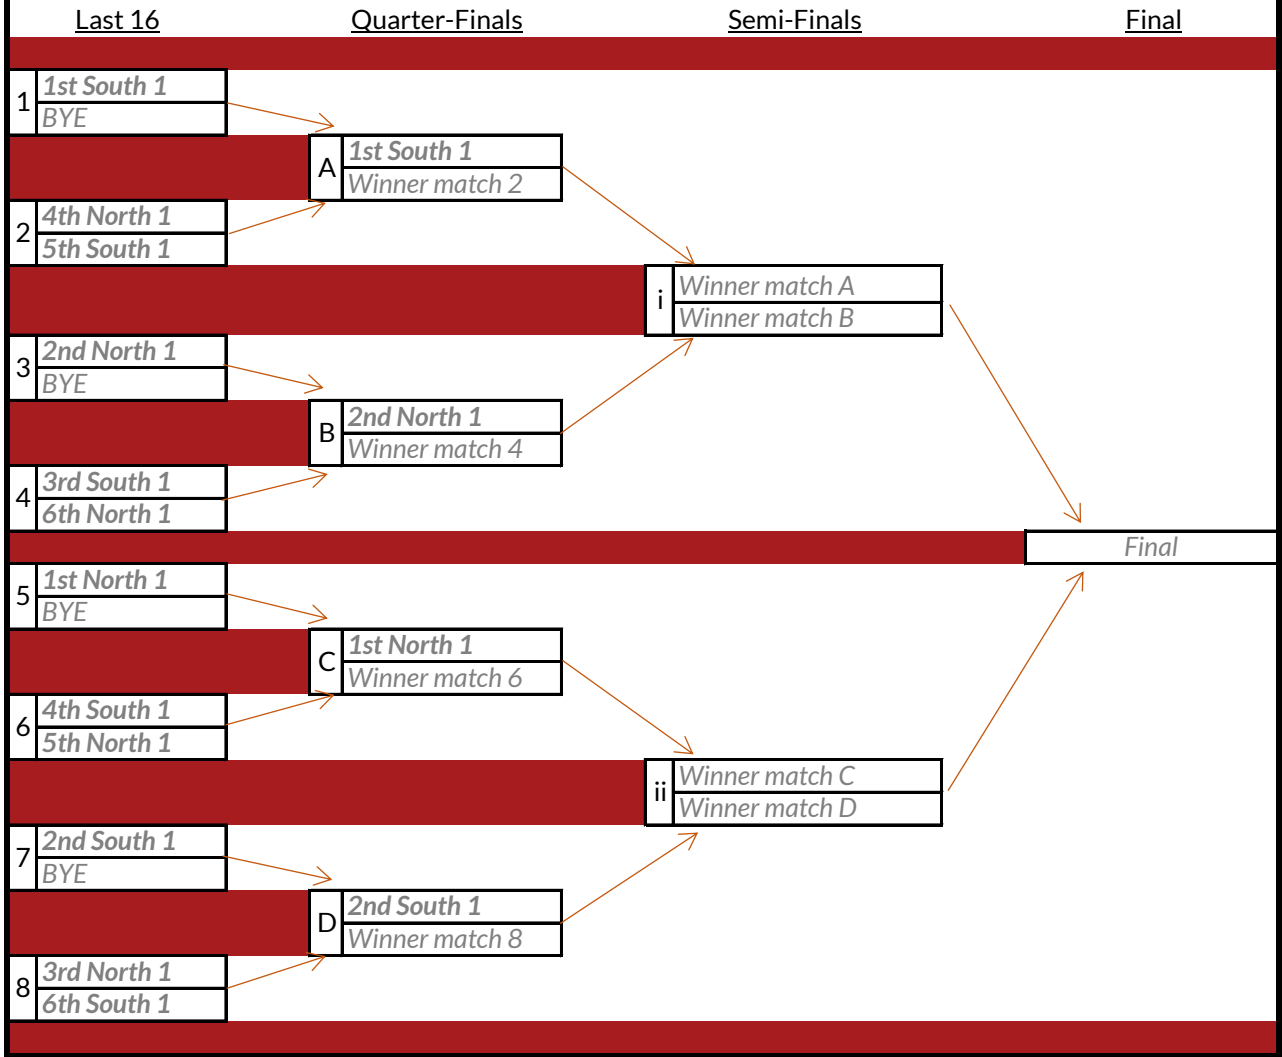 Last 16 Quarter-Finals Semi-Finals Final
1 1st South 1
BYE
A 1st South 1
Winner match 2
2 4th North 1
5th South 1
i Winner match A
Winner match B
3 2nd North 1
BYE
B 2nd North 1
Winner match 4
4 3rd South 1
6th North 1
Final
5 1st North 1
BYE
C 1st North 1
Winner match 6
6 4th South 1
5th North 1
ii Winner match C
Winner match D
7 2nd South 1
BYE
D 2nd South 1
Winner match 8
8 3rd North 1
6th South 1